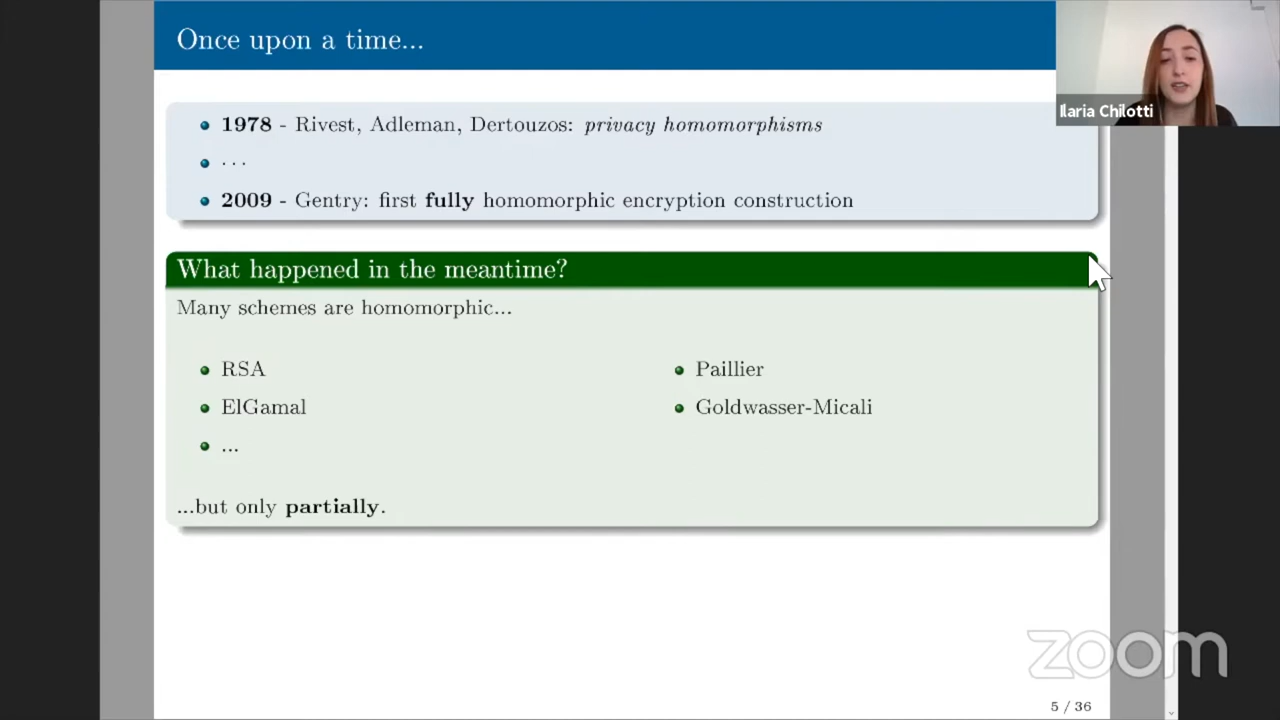 Once upon a time...
Ilaria Chilotti
1978 - Rivest, Adleman, Dertouzos: privacy homomorphisms
...
2009 - Gentry: first fully homomorphic encryption construction
What happened in the meantime?
Many schemes are homomorphic...
RSA
Paillier
ElGamal
Goldwasser-Micali
...
...but only partially.
zoom
5 / 36